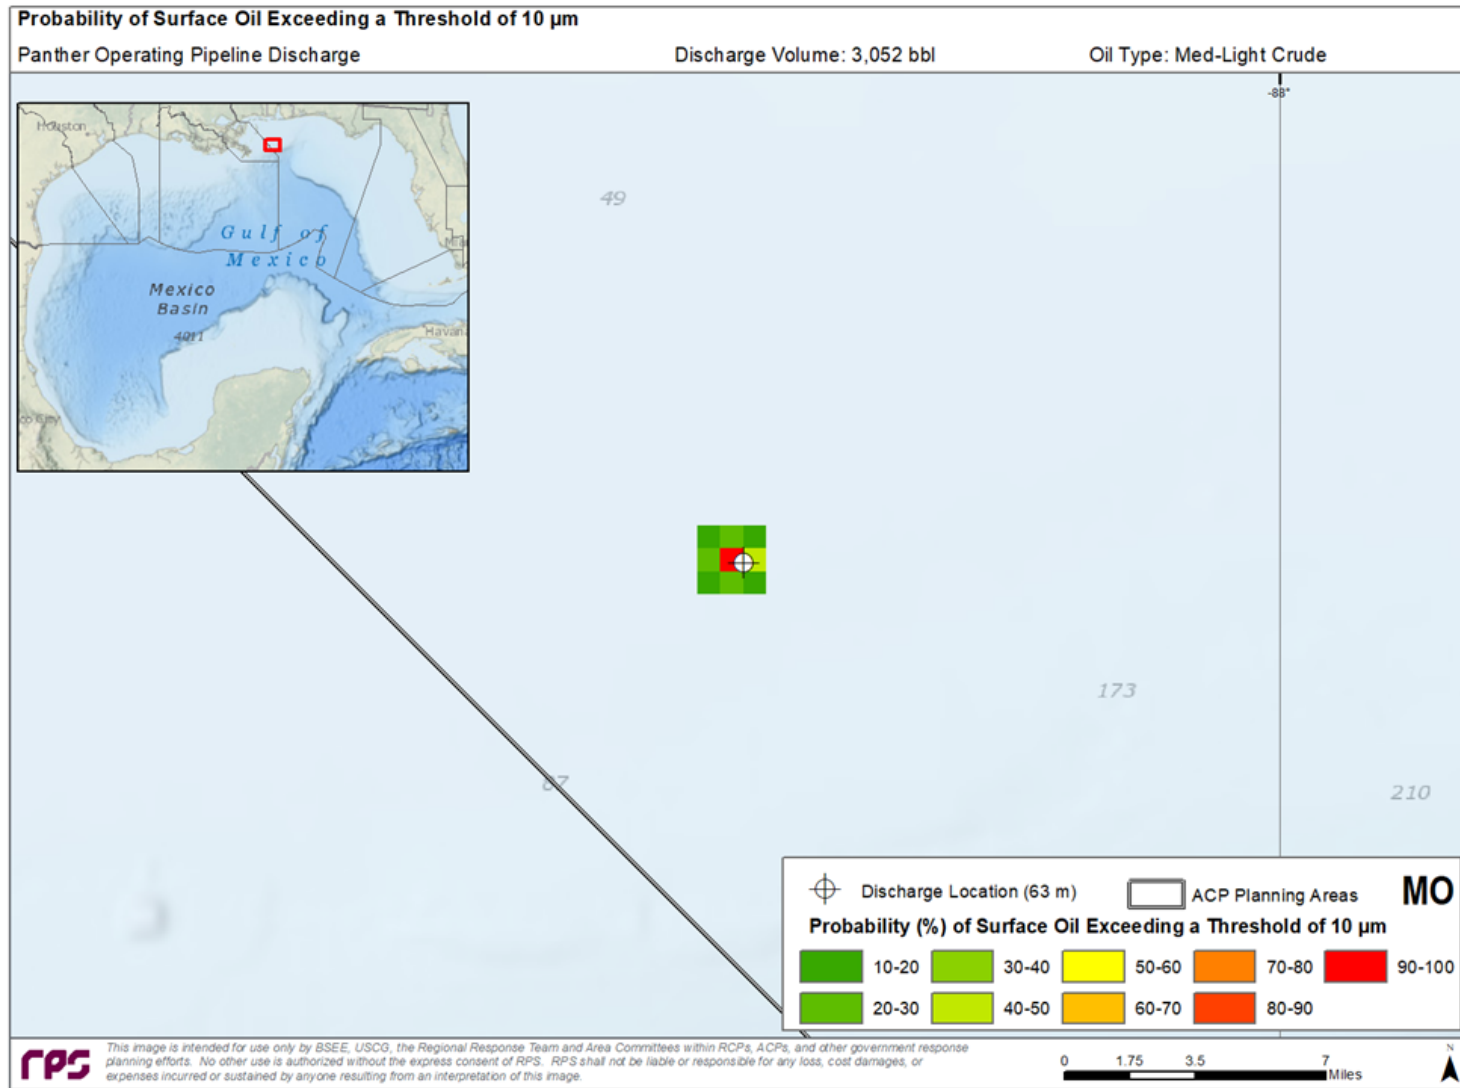 Probability of Surface Oil Exceeding a Threshold of 10 µm
Panther Operating Pipeline Discharge Discharge Volume: 3,052 bbl Oil Type: Med-Light Crude
-88°
Houston
49
Gulf of
Mexico
Mexico
Basin
4011
Havana
173
87
210
Discharge Location (63 m) ACP Planning Areas MO
Probability (%) of Surface Oil Exceeding a Threshold of 10 µm
10-20 30-40 50-60 70-80 90-100
20-30 40-50 60-70 80-90
rps
This image is intended for use only by BSEE, USCG, the Regional Response Team and Area Committees within RCPs, ACPs, and other government response
planning efforts. No other use is authorized without the express consent of RPS. RPS shall not be liable or responsible for any loss, cost damages, or
expenses incurred or sustained by anyone resulting from an interpretation of this image.
0 1.75 3.5 7
Miles
N